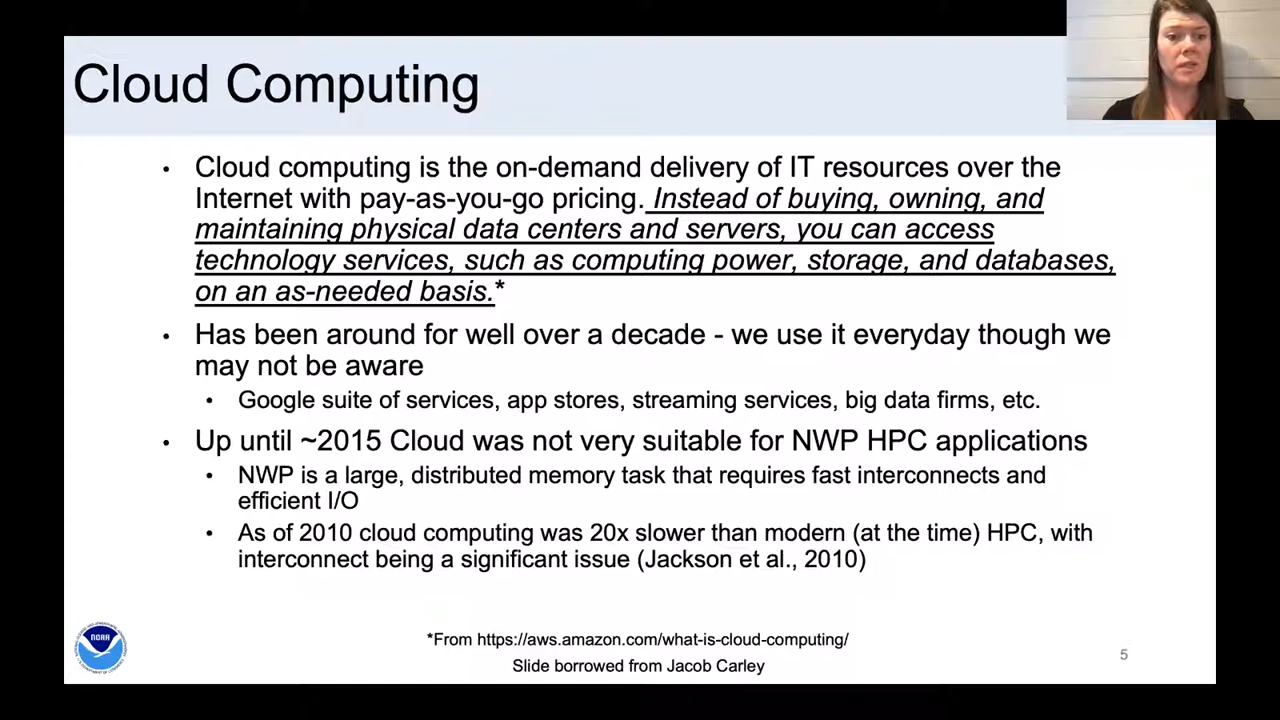 Cloud Computing
• Cloud computing is the on-demand delivery of IT resources over the
Internet with pay-as-you-go pricing. Instead of buying, owning, and
maintaining physical data centers and servers, you can access
technology services, such as computing power, storage, and databases,
on an as-needed basis.*
• Has been around for well over a decade - we use it everyday though we
may not be aware
• Google suite of services, app stores, streaming services, big data firms, etc.
• Up until ~2015 Cloud was not very suitable for NWP HPC applications
• NWP is a large, distributed memory task that requires fast interconnects and
efficient I/O
• As of 2010 cloud computing was 20x slower than modern (at the time) HPC, with
interconnect being a significant issue (Jackson et al., 2010)
NOAA
*From https://aws.amazon.com/what-is-cloud-computing/
Slide borrowed from Jacob Carley
5